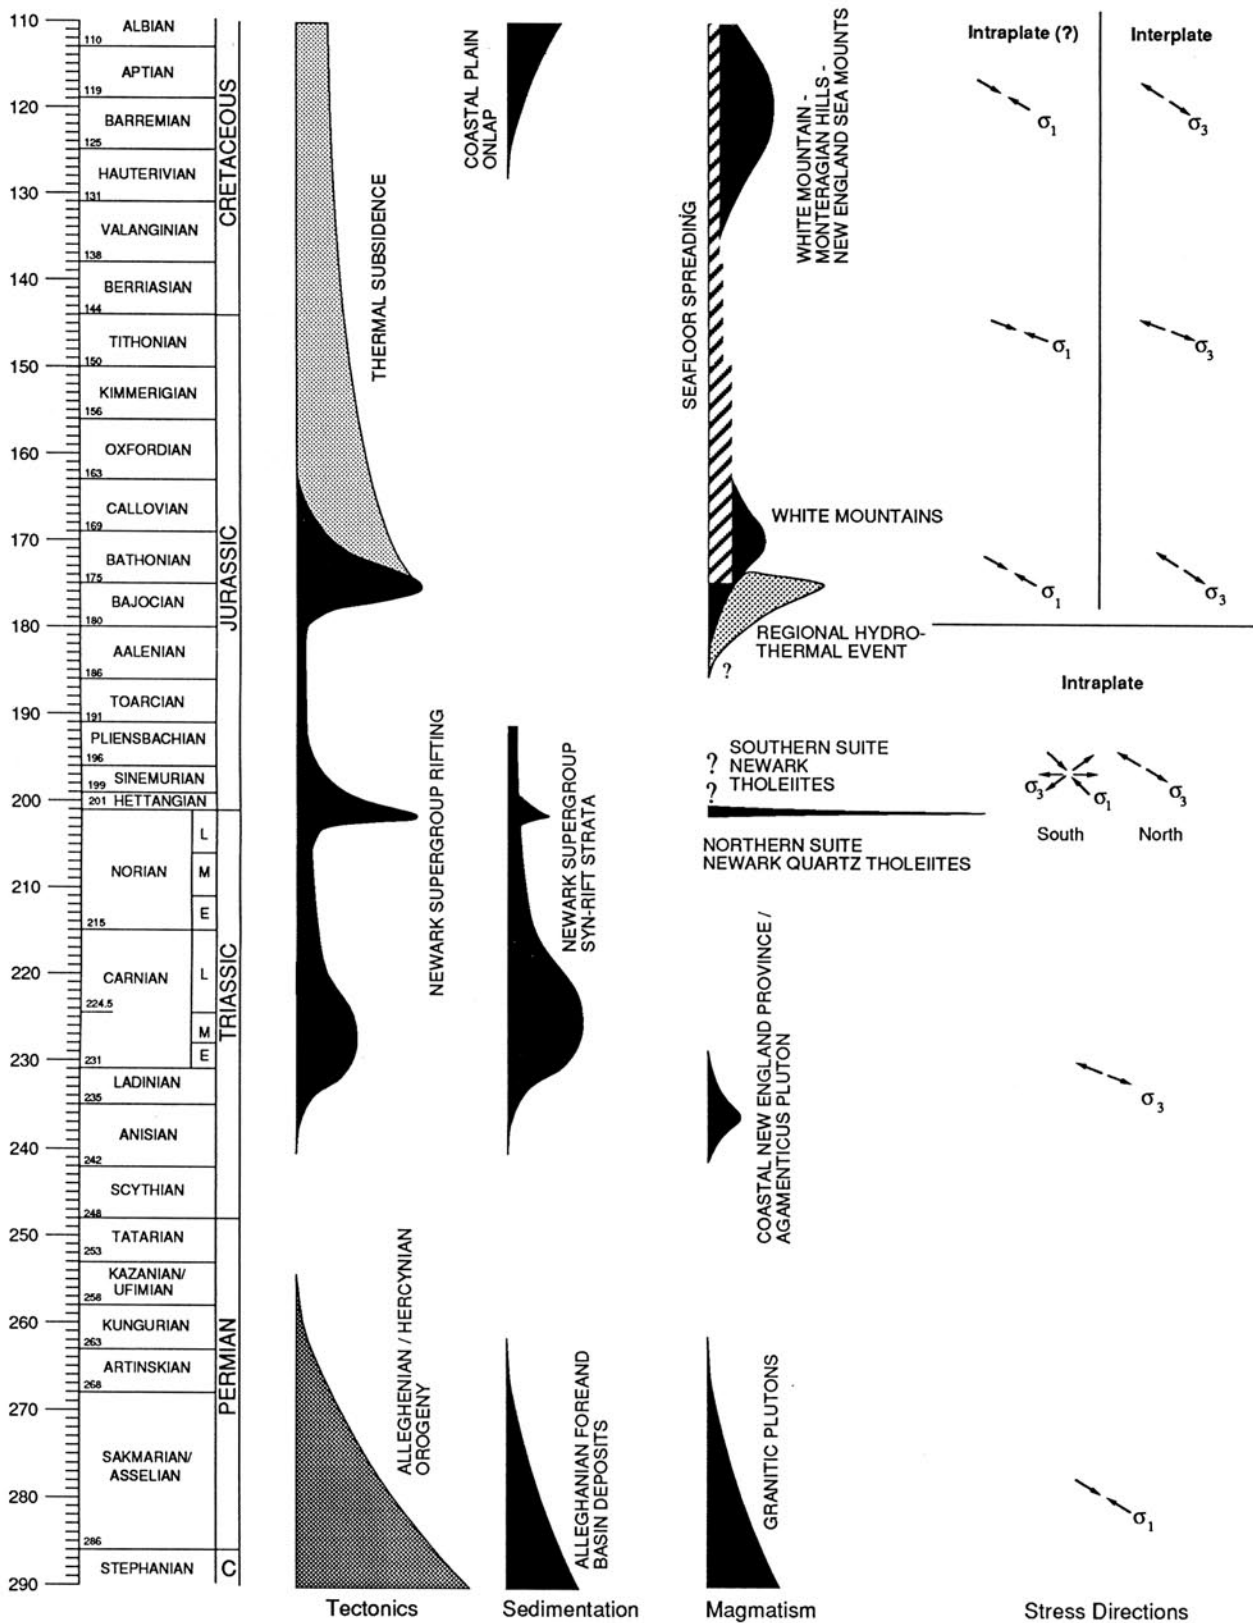 110
120
130
140
150
160
170
180
190
200
210
220
230
240
250
260
270
280
290
ALBIAN
110
APTIAN
119
BARREMIAN
125
HAUTERIVIAN
131
VALANGINIAN
138
BERRIASIAN
144
TITHONIAN
150
KIMMERIGIAN
156
OXFORDIAN
163
CALLOVIAN
169
BATHONIAN
175
BAJOCIAN
180
AALENIAN
186
TOARCIAN
191
PLIENSBACHIAN
196
SINEMURIAN
199
201 HETTANGIAN
NORIAN
215
L
M
E
CARNIAN
224.5
231
L
M
E
LADINIAN
235
ANISIAN
242
SCYTHIAN
248
TATARIAN
253
KAZANIAN/
UFIMIAN
258
KUNGURIAN
263
ARTINSKIAN
268
SAKMARIAN/
ASSELIAN
286
STEPHANIAN
CRETACEOUS
JURASSIC
TRIASSIC
PERMIAN
C
THERMAL SUBSIDENCE
NEWARK SUPERGROUP RIFTING
ALLEGHENIAN / HERCYNIAN
OROGENY
Tectonics
COASTAL PLAIN
ONLAP
NEWARK SUPERGROUP
SYN-RIFT STRATA
ALLEGHANIAN FOREAND
BASIN DEPOSITS
Sedimentation
SEAFLOOR SPREADING
WHITE MOUNTAIN -
MONTERAGIAN HILLS -
NEW ENGLAND SEA MOUNTS
WHITE MOUNTAINS
REGIONAL HYDRO-
THERMAL EVENT
?
? SOUTHERN SUITE
NEWARK
? THOLEIITES
NORTHERN SUITE
NEWARK QUARTZ THOLEIITES
COASTAL NEW ENGLAND PROVINCE /
AGAMENTICUS PLUTON
GRANITIC PLUTONS
Magmatism
Intraplate (?)
Interplate
σ1
σ3
σ1
σ3
σ1
σ3
Intraplate
σ3
σ1
σ3
South
North
σ3
σ1
Stress Directions